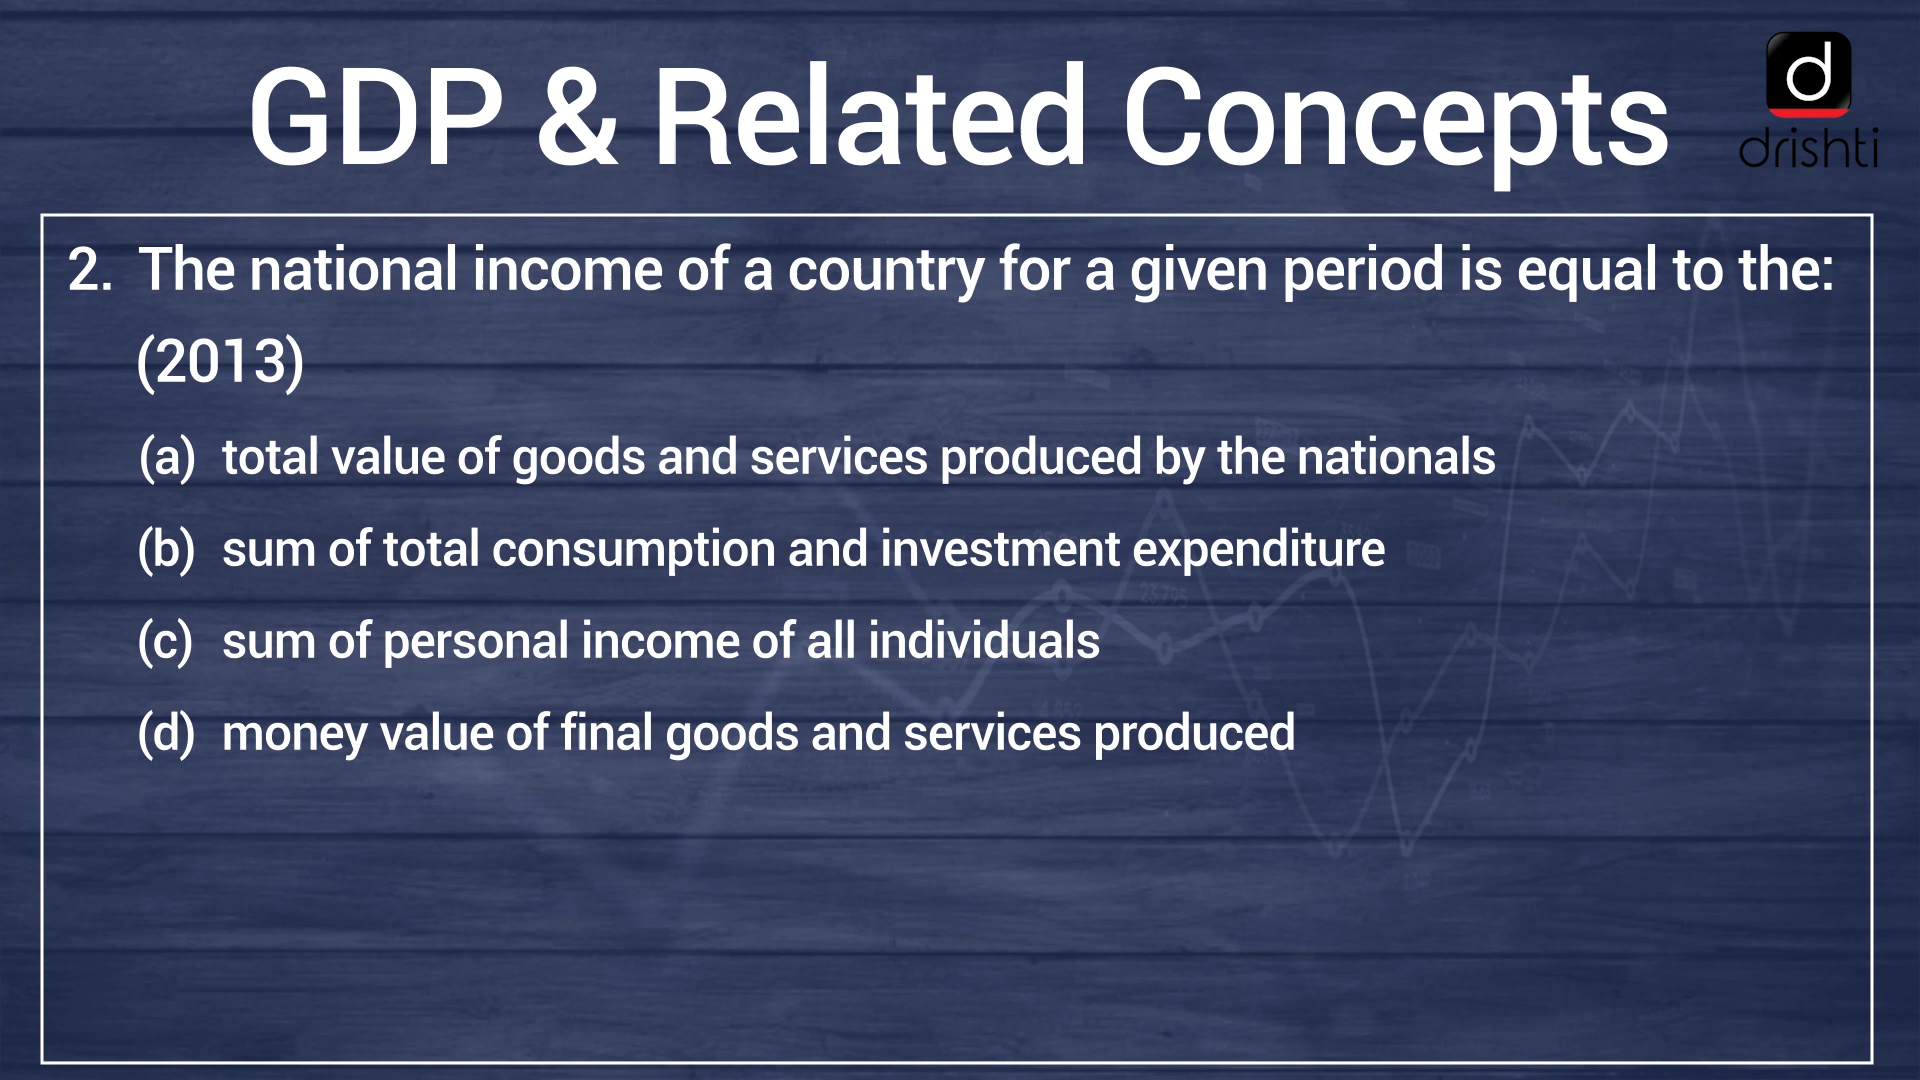 GDP & Related Concepts
d
drishti
2. The national income of a country for a given period is equal to the:
(2013)
(a) total value of goods and services produced by the nationals
(b) sum of total consumption and investment expenditure
(c) sum of personal income of all individuals
(d) money value of final goods and services produced
23795